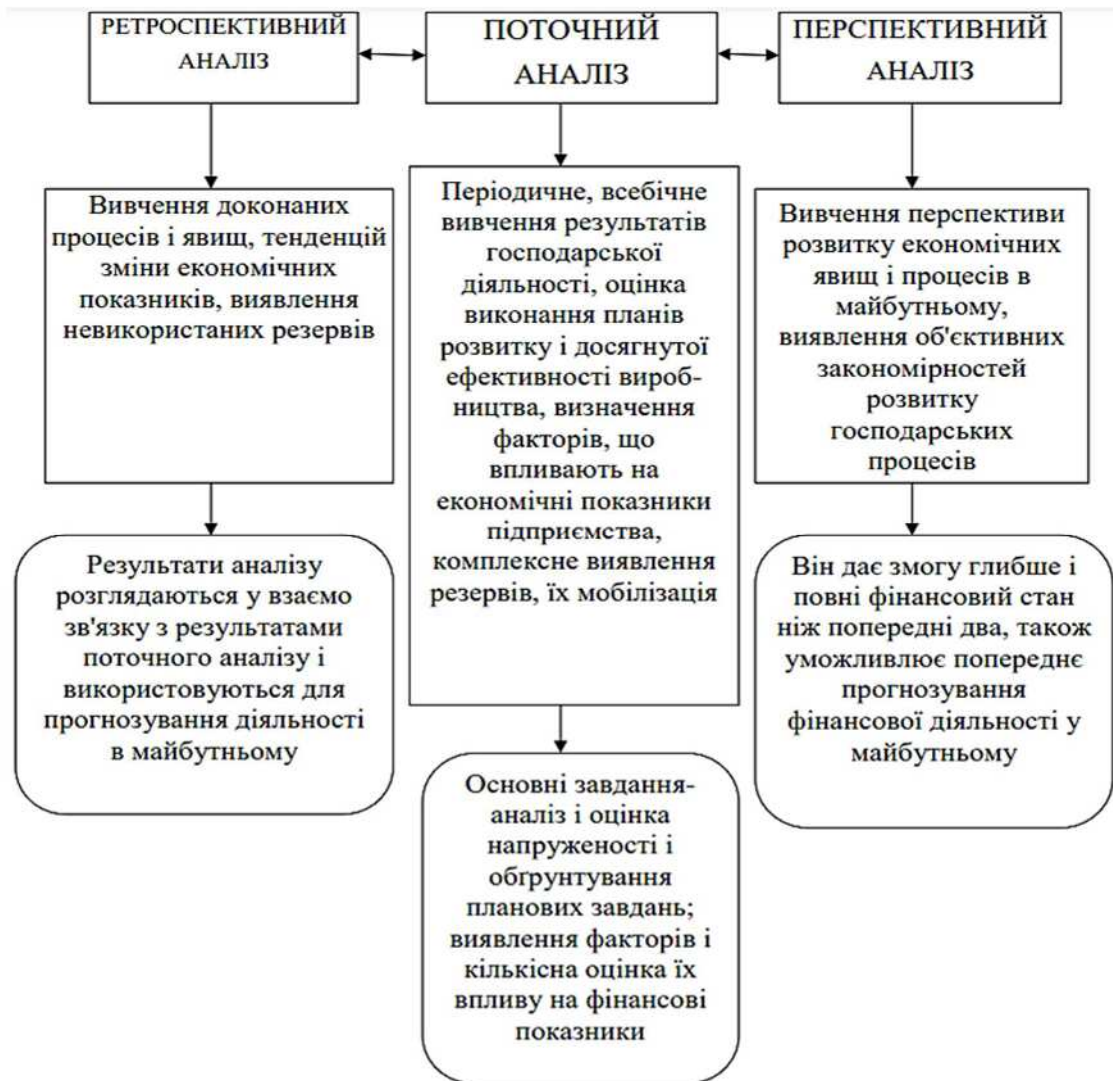 РЕТРОСПЕКТИВНИЙ
АНАЛІЗ
ПОТОЧНИЙ
АНАЛІЗ
ПЕРСПЕКТИВНИЙ
АНАЛІЗ
Вивчення доконаних
процесів і явищ, тенденцій
зміни економічних
показників, виявлення
невикористаних резервів
Періодичне, всебічне
вивчення результатів
господарської
діяльності, оцінка
виконання планів
розвитку і досягнутої
ефективності вироб-
ництва, визначення
факторів, що
впливають на
економічні показники
підприємства,
комплексне виявлення
резервів, їх мобілізація
Вивчення перспективи
розвитку економічних
явищ і процесів в
майбутньому,
виявлення об'єктивних
закономірностей
розвитку
господарських
процесів
Результати аналізу
розглядаються у взаємо
зв'язку з результатами
поточного аналізу і
використовуються для
прогнозування діяльності
в майбутньому
Основні завдання-
аналіз і оцінка
напруженості і
обґрунтування
планових завдань;
виявлення факторів і
кількісна оцінка їх
впливу на фінансові
показники
Він дає змогу глибше і
повні фінансовий стан
ніж попередні два, також
уможливлює попереднє
прогнозування
фінансової діяльності у
майбутньому